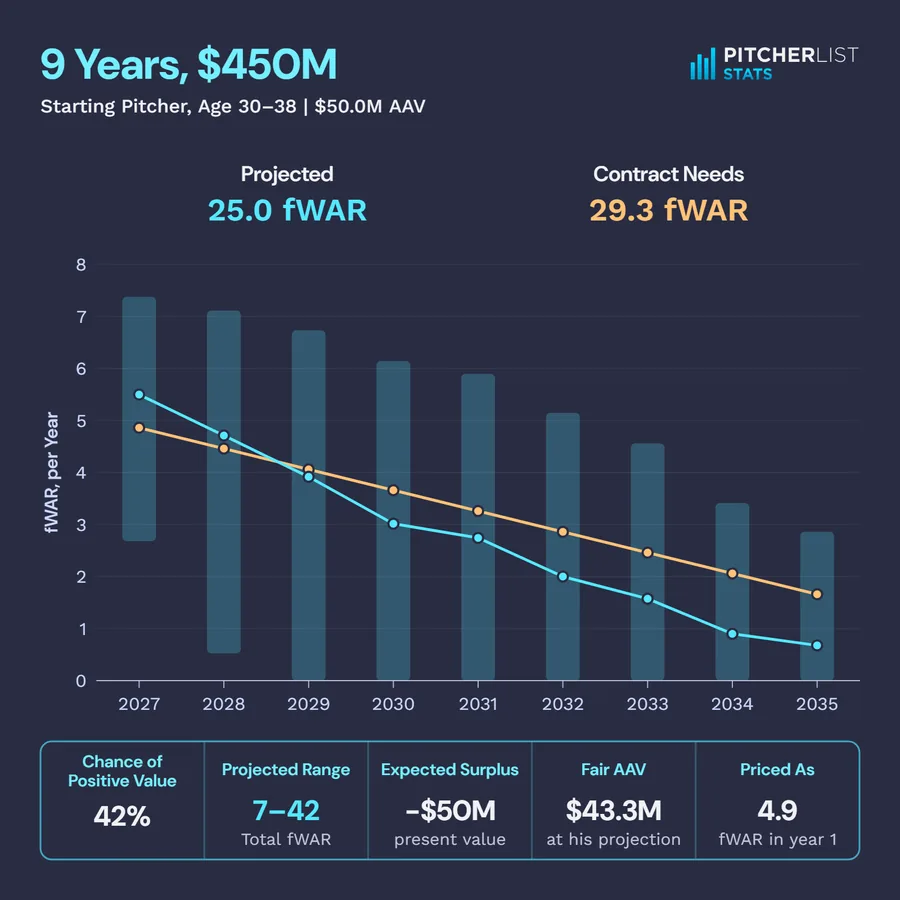 9 Years, $450M
PITCHERLIST
STATS
Starting Pitcher, Age 30–38 | $50.0M AAV
Projected
25.0 fWAR
Contract Needs
29.3 fWAR
fWAR, per Year
8
7
6
5
4
3
2
1
0
2027 2028 2029 2030 2031 2032 2033 2034 2035
Chance of
Positive Value
42%
Projected Range
7–42
Total fWAR
Expected Surplus
-$50M
present value
Fair AAV
$43.3M
at his projection
Priced As
4.9
fWAR in year 1